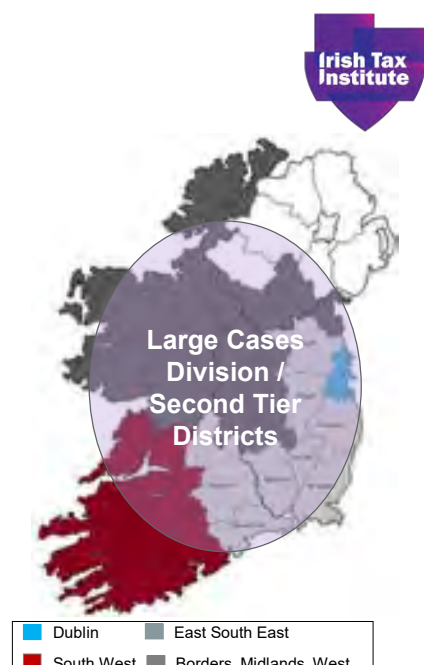 Irish Tax
Institute
Large Cases
Division /
Second Tier
Districts
Dublin
East South East
South West
Borders, Midlands, West